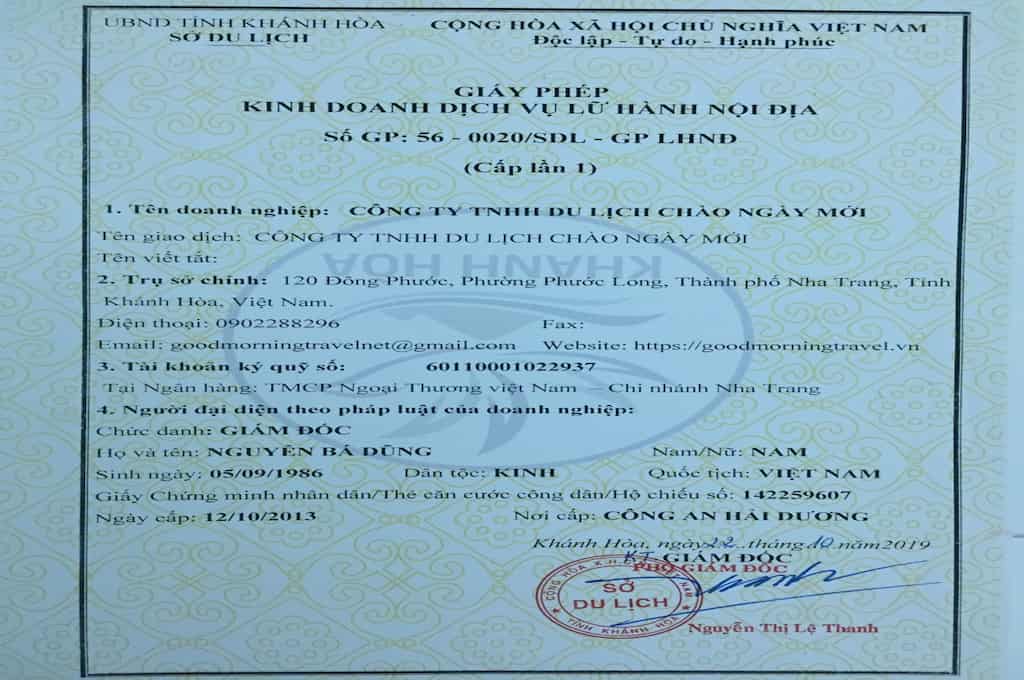 UBND TỈNH KHÁNH HÒA
SỞ DU LỊCH
CỘNG HÒA XÃ HỘI CHỦ NGHĨA VIỆT NAM
Độc lập - Tự do - Hạnh phúc
GIẤY PHÉP
KINH DOANH DỊCH VỤ LỮ HÀNH NỘI ĐỊA
Số GP: 56 - 0020/SDL - GP LHNĐ
(Cấp lần 1)
1. Tên doanh nghiệp: CÔNG TY TNHH DU LỊCH CHÀO NGÀY MỚI
Tên giao dịch: CÔNG TY TNHH DU LỊCH CHÀO NGÀY MỚI
Tên viết tắt:
KHÁNH HÒA
2. Trụ sở chính: 120 Đồng Phước, Phường Phước Long, Thành phố Nha Trang, Tỉnh
Khánh Hòa, Việt Nam.
Điện thoại: 0902288296 Fax:
Email: goodmorningtravelnet@gmail.com Website: https://goodmorningtravel.vn
3. Tài khoản ký quỹ số: 60110001022937
Tại Ngân hàng: TMCP Ngoại Thương việt Nam – Chi nhánh Nha Trang
4. Người đại diện theo pháp luật của doanh nghiệp:
Chức danh: GIÁM ĐỐC
Họ và tên: NGUYỄN BÁ DŨNG Nam/Nữ: NAM
Sinh ngày: 05/09/1986 Dân tộc: KINH Quốc tịch: VIỆT NAM
Giấy Chứng minh nhân dân/Thẻ căn cước công dân/Hộ chiếu số: 142259607
Ngày cấp: 12/10/2013 Nơi cấp: CÔNG AN HẢI DƯƠNG
Khánh Hòa, ngày 22 tháng 10 năm 2019
KT. GIÁM ĐỐC
PHÓ GIÁM ĐỐC
SỞ
DU LỊCH
TỈNH KHÁNH HÒA
Nguyễn Thị Lệ Thanh